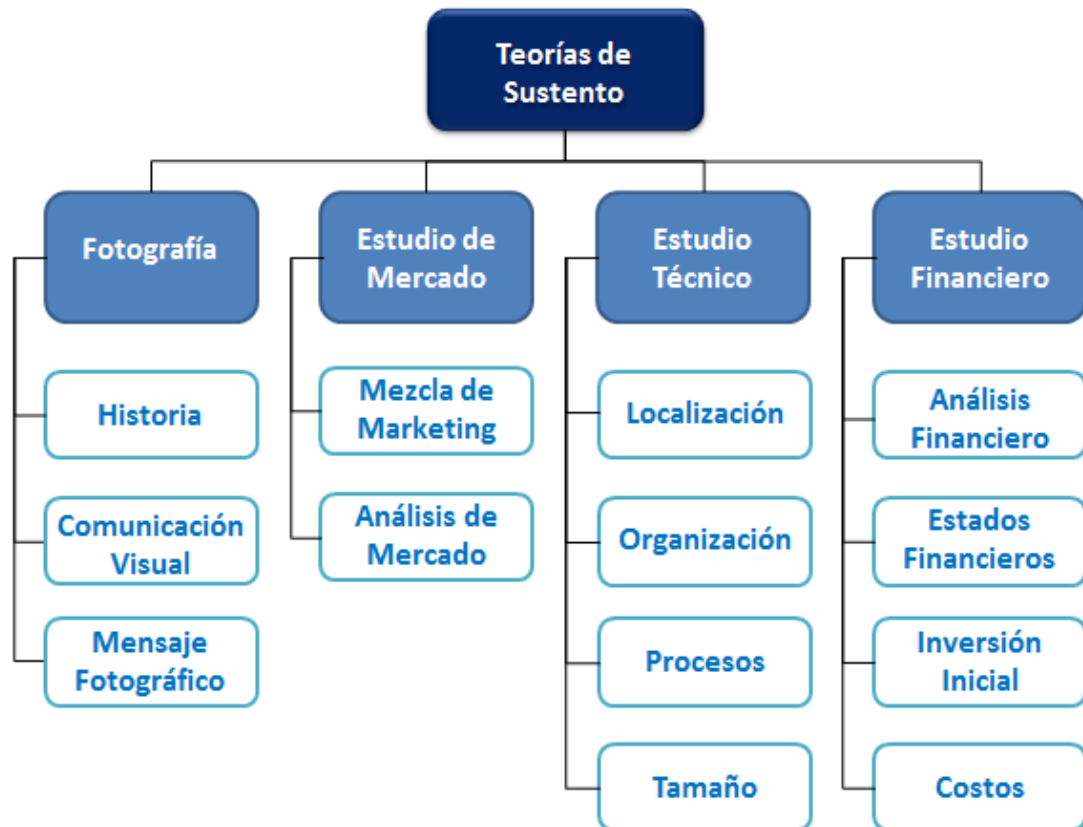 Teorías de
Sustento
Fotografía
Estudio de
Mercado
Estudio
Técnico
Estudio
Financiero
Historia
Comunicación
Visual
Mensaje
Fotográfico
Mezcla de
Marketing
Análisis de
Mercado
Localización
Organización
Procesos
Tamaño
Análisis
Financiero
Estados
Financieros
Inversión
Inicial
Costos